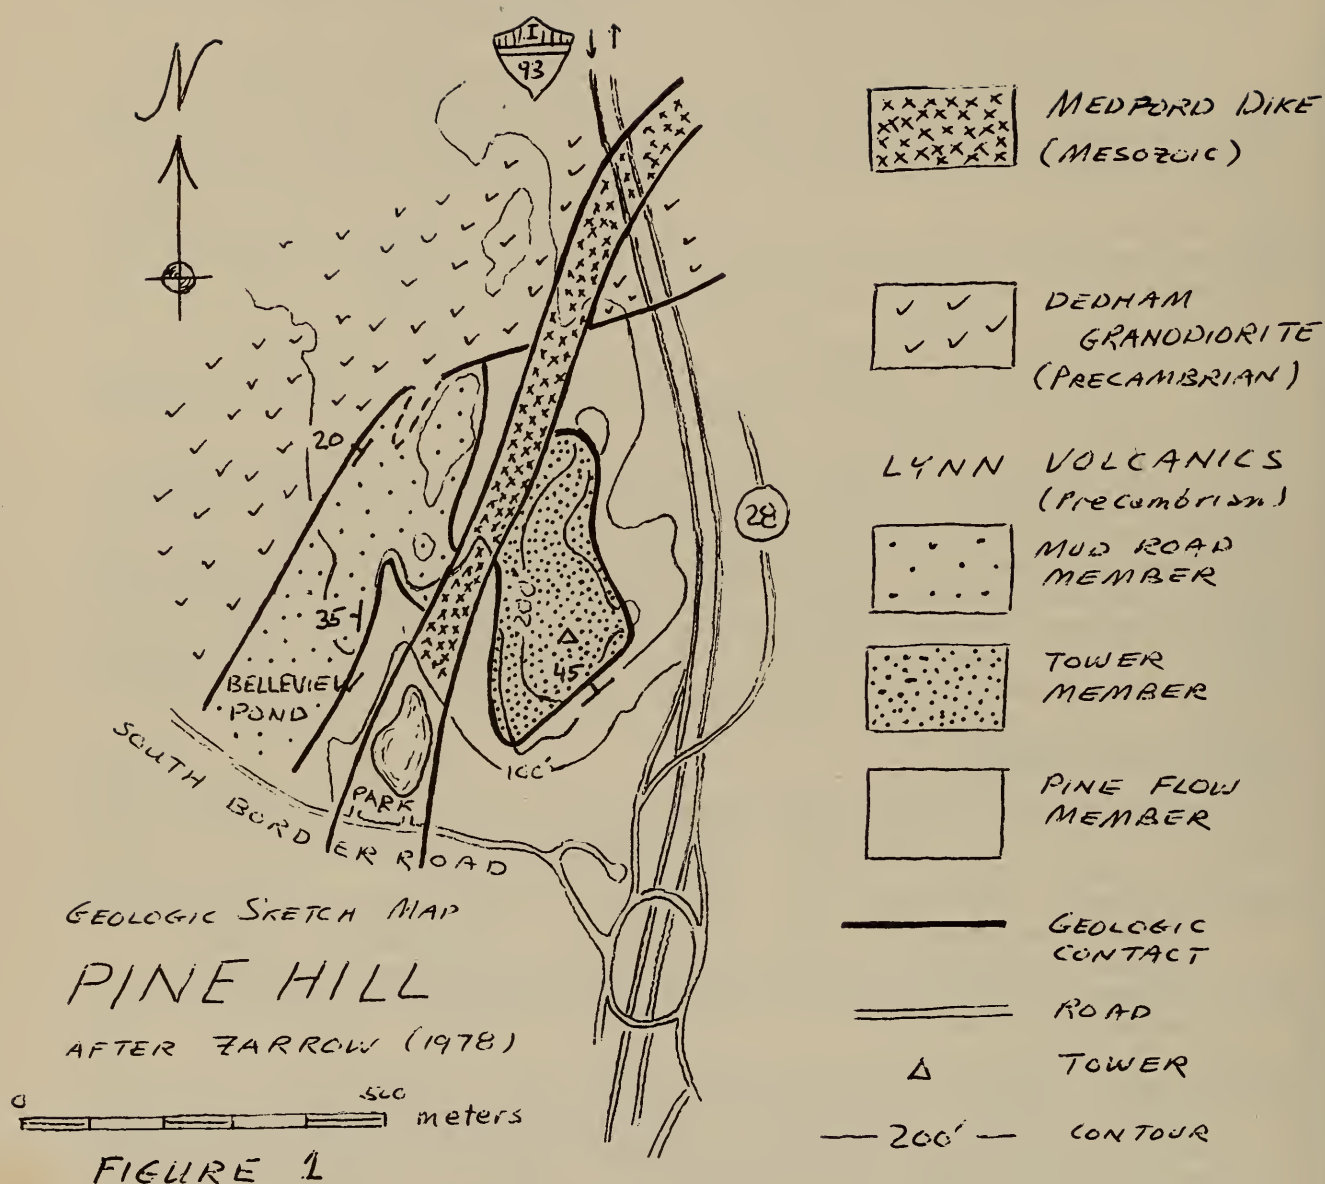 N
I
93
MEDFORD DIKE
(MESOZOIC)
DEDHAM
GRANODIORITE
(PRECAMBRIAN)
20
LYNN VOLCANICS
(Precambrian)
28
MUD ROAD
MEMBER
200'
35
TOWER
MEMBER
45
BELLEVIEW
POND
100'
SOUTH BORDER ROAD
PARK
PINE FLOW
MEMBER
GEOLOGIC SKETCH MAP
PINE HILL
AFTER ZARROW (1978)
GEOLOGIC
CONTACT
ROAD
TOWER
0 500
meters
200' CONTOUR
FIGURE 1